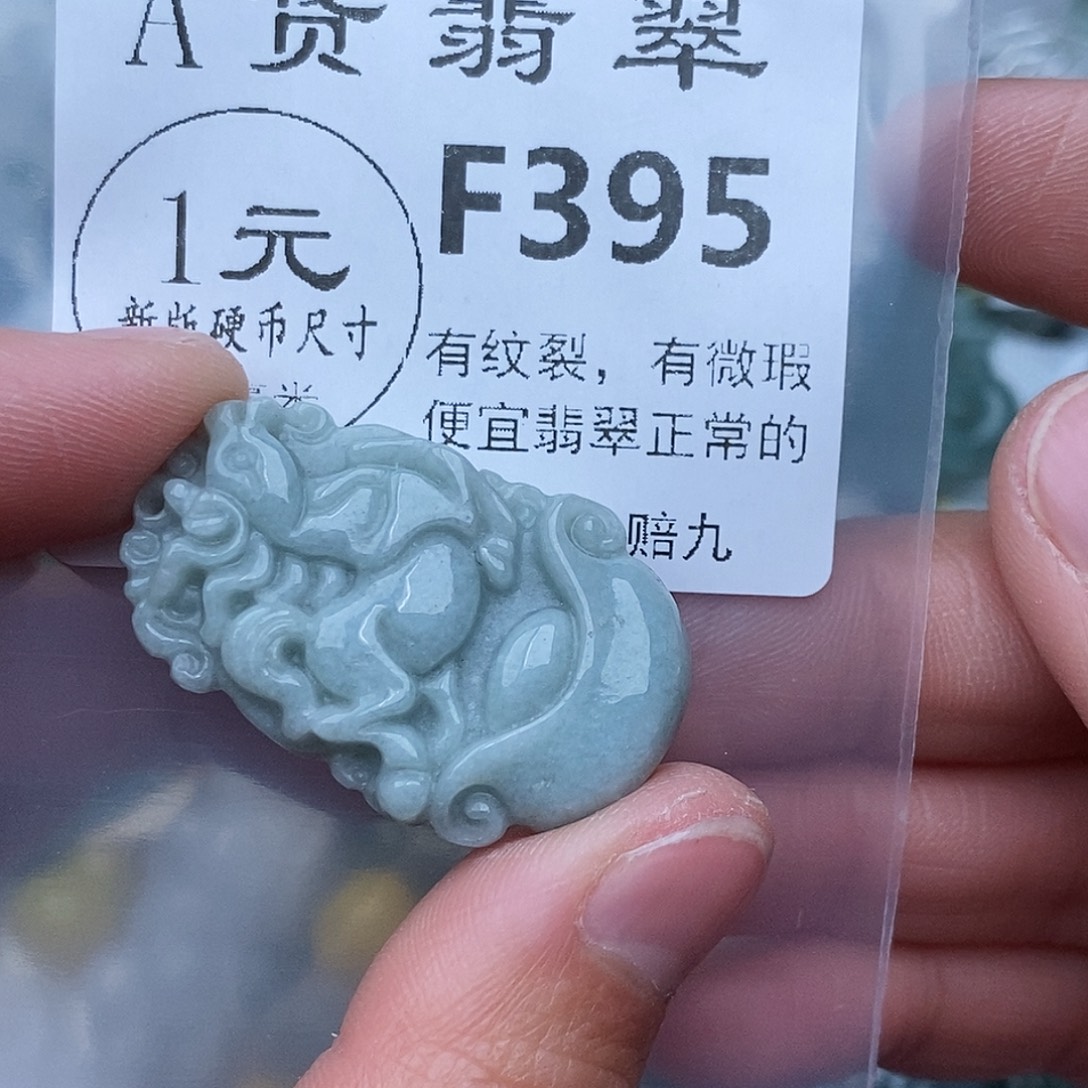 A货翡翠
F395
1元
新版硬币尺寸
米
有纹裂，有微瑕
便宜翡翠正常的
赔九